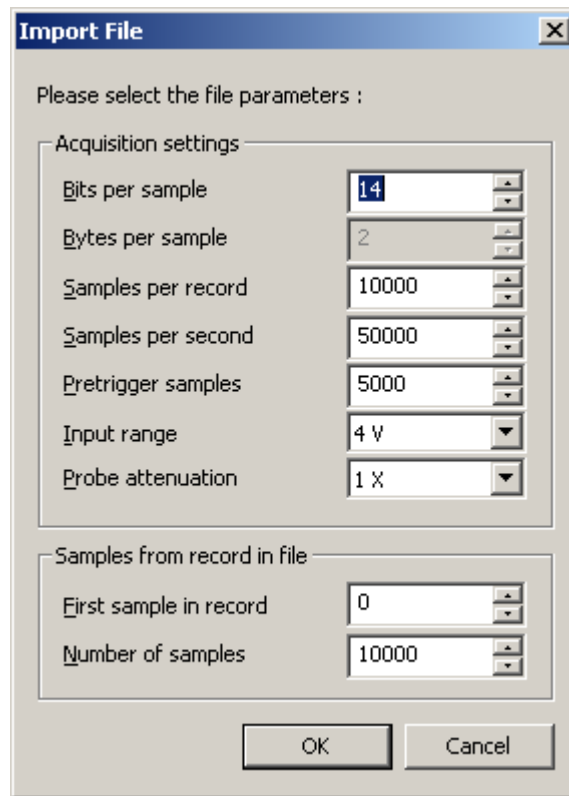 Import File
Please select the file parameters :
Acquisition settings
Bits per sample 14
Bytes per sample 2
Samples per record 10000
Samples per second 50000
Pretrigger samples 5000
Input range 4 V
Probe attenuation 1 X
Samples from record in file
First sample in record 0
Number of samples 10000
OK Cancel